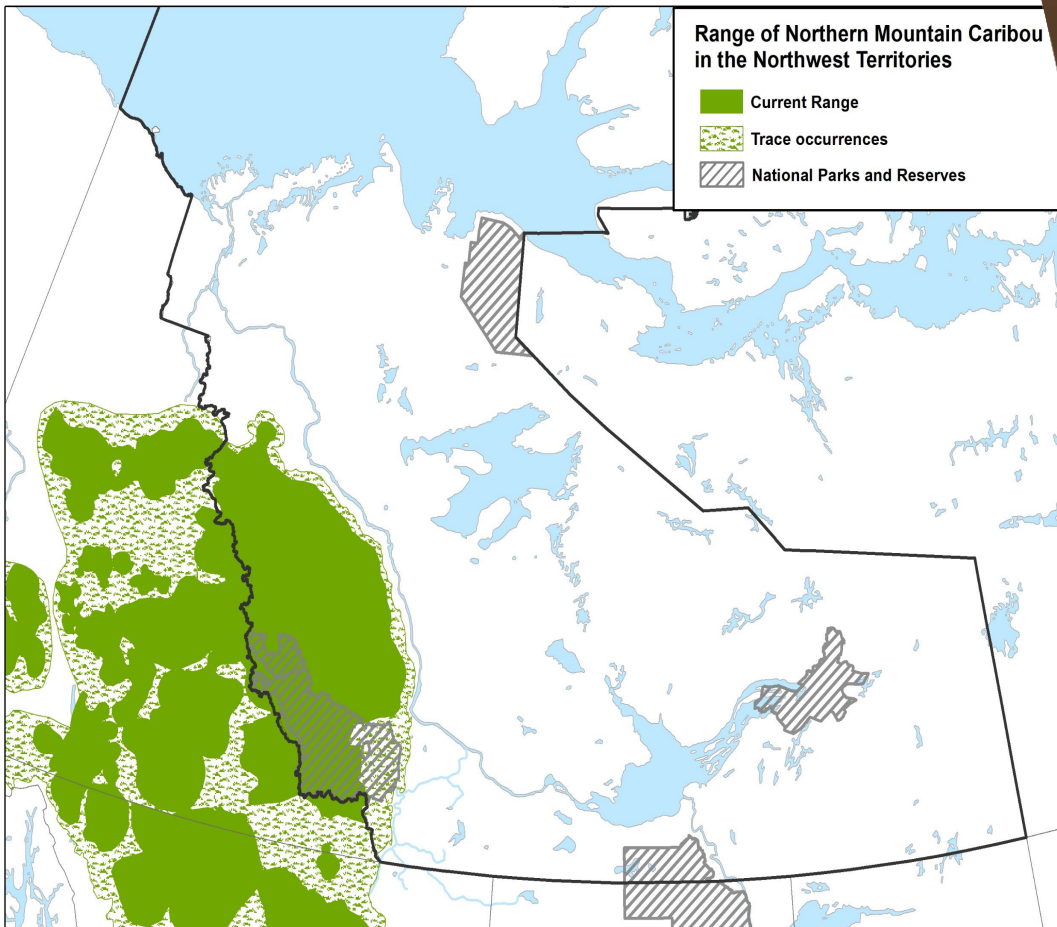 Range of Northern Mountain Caribou
in the Northwest Territories
Current Range
Trace occurrences
National Parks and Reserves